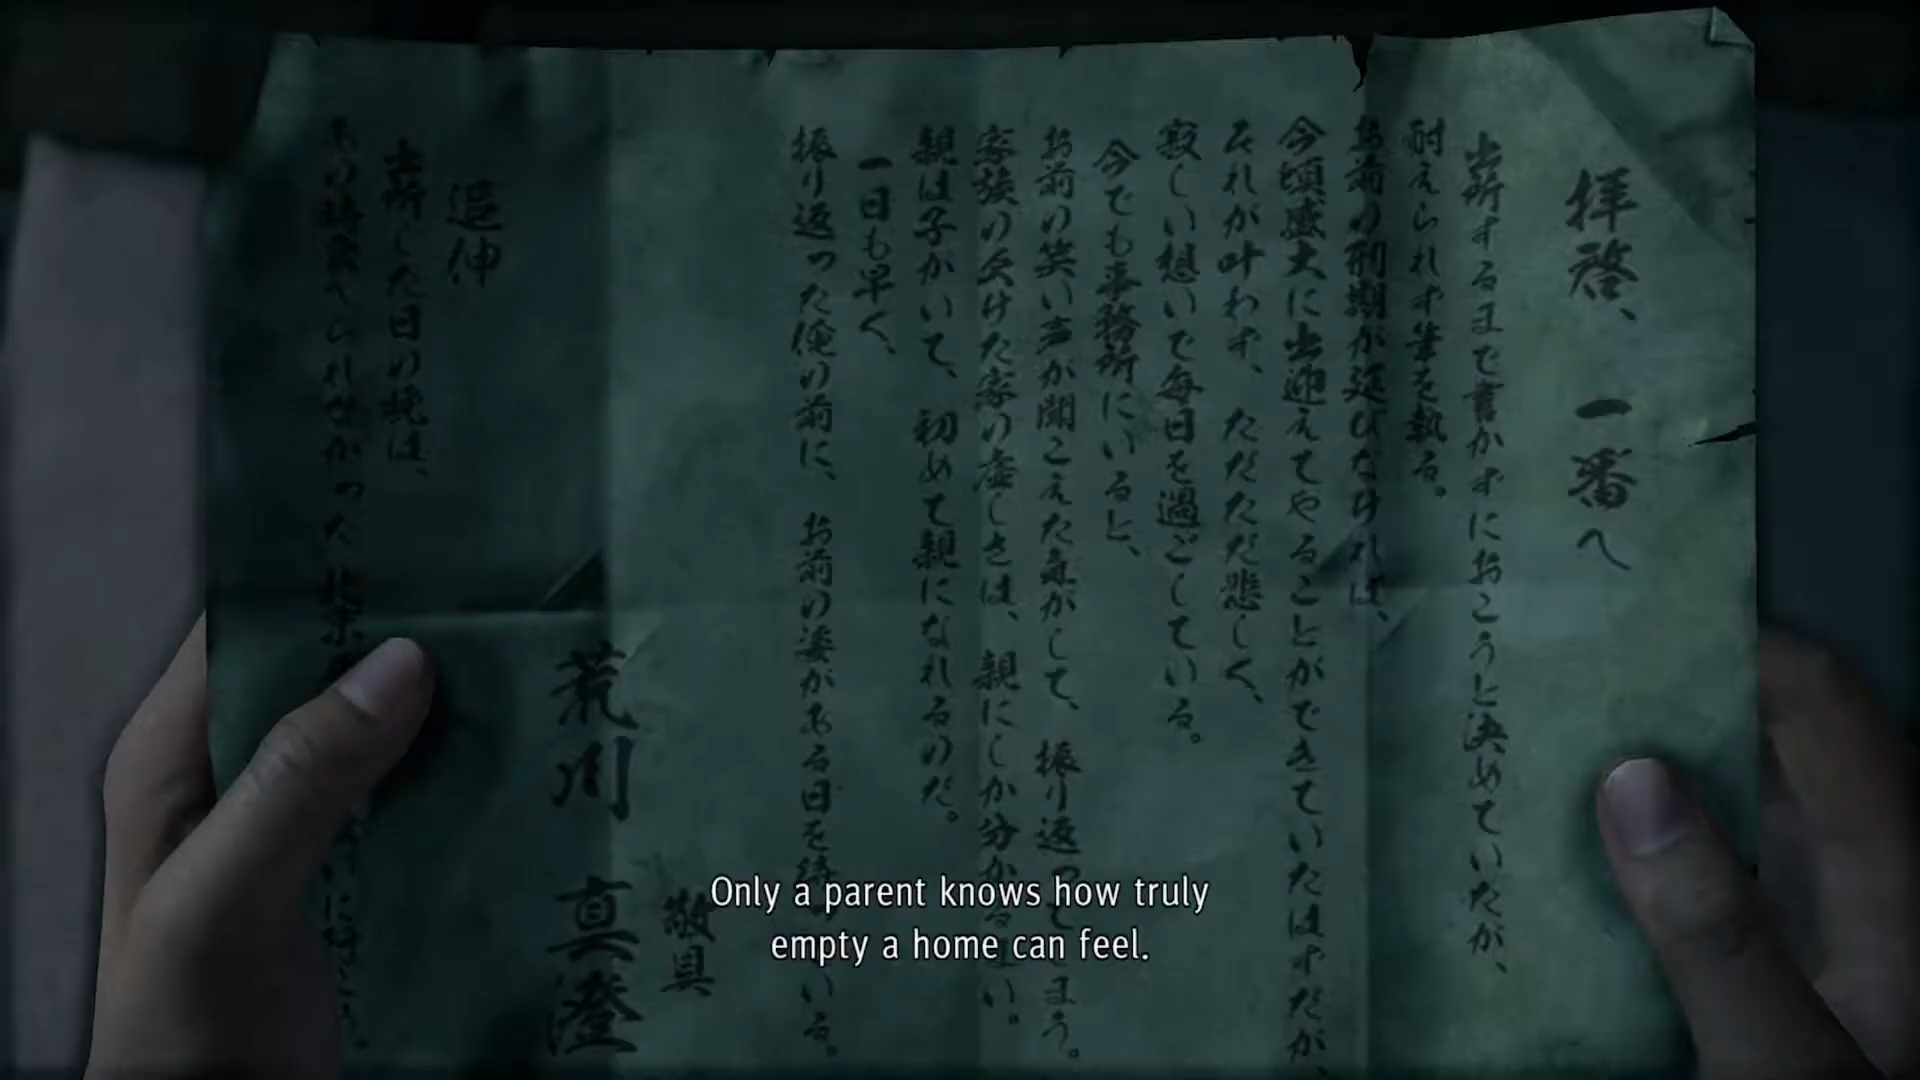 拝啓、一番へ
出所するまで書かずにおこうと決めていたが、
耐えられず筆を執る。
お前の刑期が延びなければ、
今頃盛大に出迎えてやることができていたはずだが、
それが叶わず、ただただ悲しく、
寂しい想いで毎日を過ごしている。
今でも事務所にいると、
お前の笑い声が聞こえた気がして、振り返ってしまう。
家族の欠けた家の虚しさは、親にしか分からない。
親は子がいて、初めて親になれるのだ。
一日も早く、
振り返った俺の前に、お前の姿がある日を待っている。
敬具
荒川 真澄
追伸
出所した日の晩は、
あの時食べられなかった北京 に行こう。
Only a parent knows how truly
empty a home can feel.